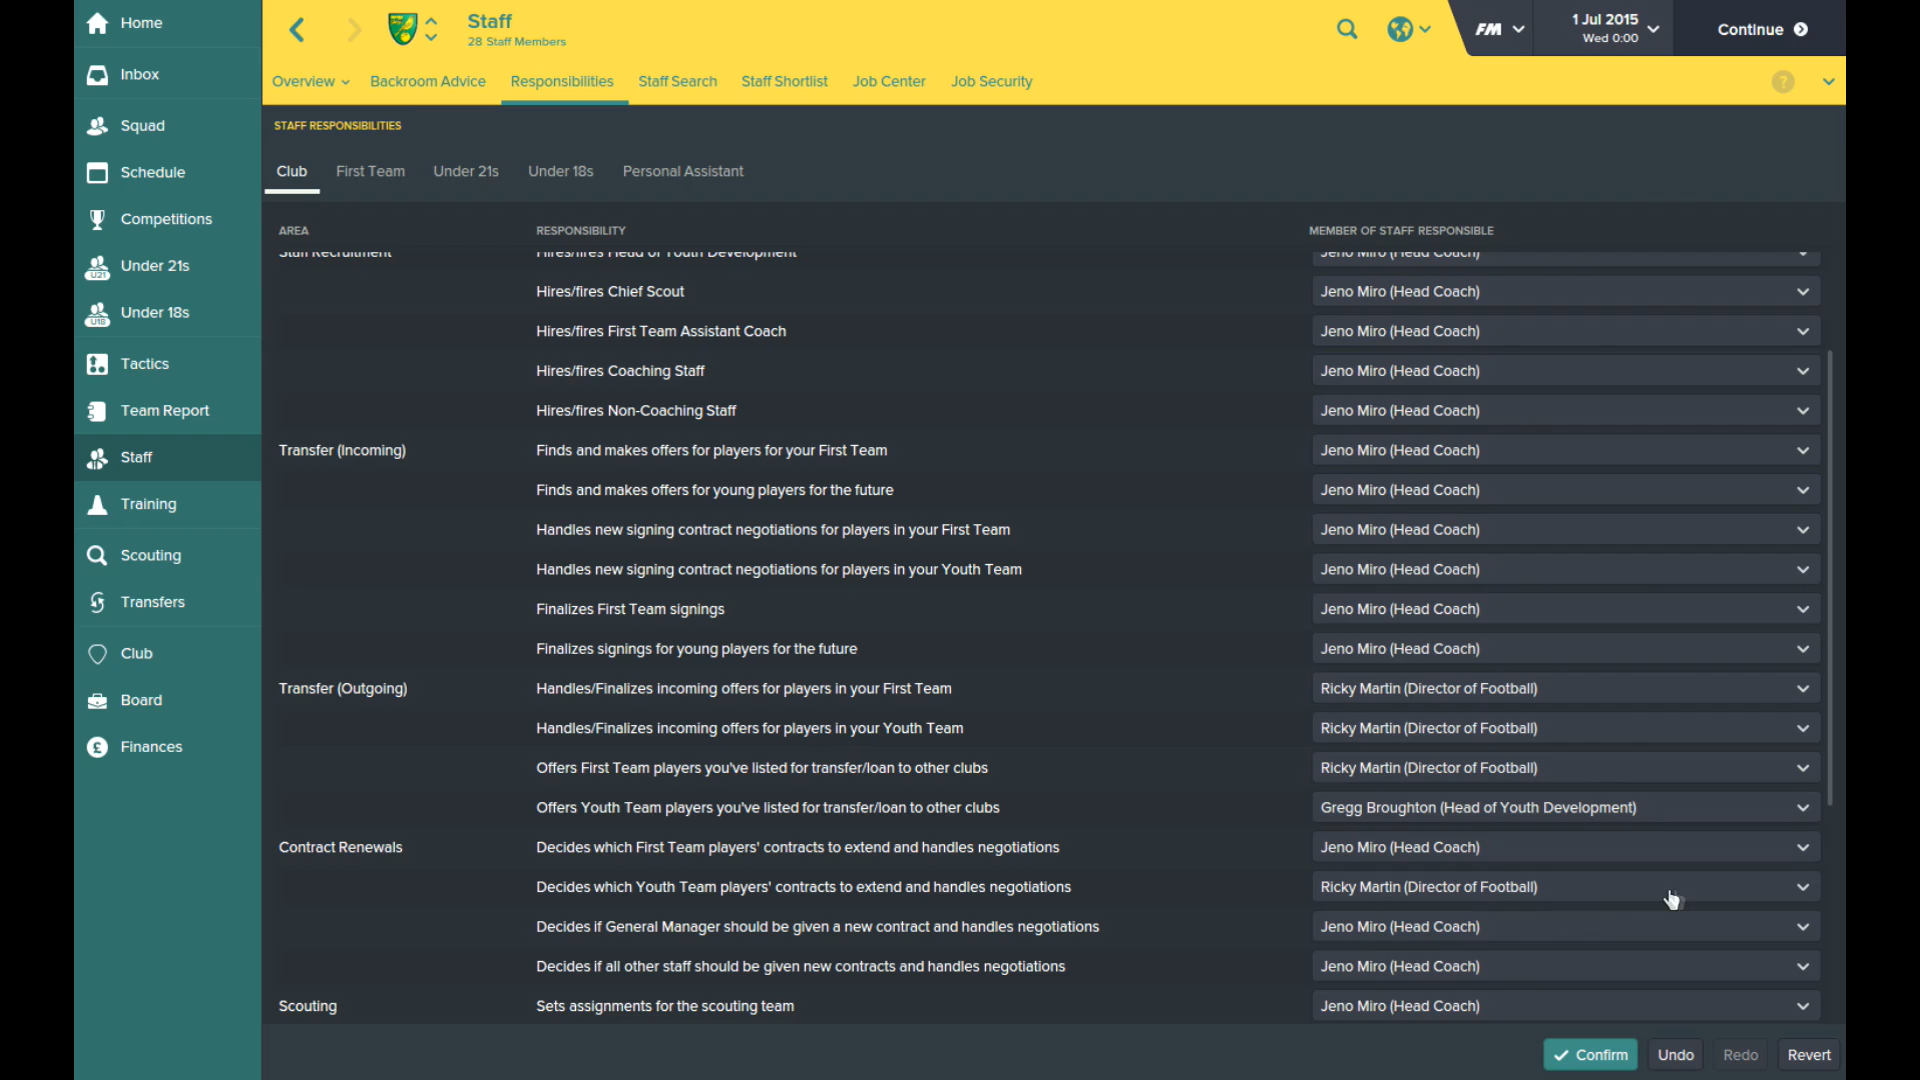 Home
Inbox
Squad
Schedule
Competitions
U21
Under 21s
U18
Under 18s
Tactics
Team Report
Staff
Training
Scouting
Transfers
Club
Board
£
Finances
Staff
28 Staff Members
FM
1 Jul 2015
Wed 0:00
Continue
Overview
Backroom Advice
Responsibilities
Staff Search
Staff Shortlist
Job Center
Job Security
?
STAFF RESPONSIBILITIES
Club
First Team
Under 21s
Under 18s
Personal Assistant
AREA RESPONSIBILITY MEMBER OF STAFF RESPONSIBLE
Staff Recruitment Hires/fires Head of Youth Development Jeno Miro (Head Coach)
Hires/fires Chief Scout Jeno Miro (Head Coach)
Hires/fires First Team Assistant Coach Jeno Miro (Head Coach)
Hires/fires Coaching Staff Jeno Miro (Head Coach)
Hires/fires Non-Coaching Staff Jeno Miro (Head Coach)
Transfer (Incoming) Finds and makes offers for players for your First Team Jeno Miro (Head Coach)
Finds and makes offers for young players for the future Jeno Miro (Head Coach)
Handles new signing contract negotiations for players in your First Team Jeno Miro (Head Coach)
Handles new signing contract negotiations for players in your Youth Team Jeno Miro (Head Coach)
Finalizes First Team signings Jeno Miro (Head Coach)
Finalizes signings for young players for the future Jeno Miro (Head Coach)
Transfer (Outgoing) Handles/Finalizes incoming offers for players in your First Team Ricky Martin (Director of Football)
Handles/Finalizes incoming offers for players in your Youth Team Ricky Martin (Director of Football)
Offers First Team players you've listed for transfer/loan to other clubs Ricky Martin (Director of Football)
Offers Youth Team players you've listed for transfer/loan to other clubs Gregg Broughton (Head of Youth Development)
Contract Renewals Decides which First Team players' contracts to extend and handles negotiations Jeno Miro (Head Coach)
Decides which Youth Team players' contracts to extend and handles negotiations Ricky Martin (Director of Football)
Decides if General Manager should be given a new contract and handles negotiations Jeno Miro (Head Coach)
Decides if all other staff should be given new contracts and handles negotiations Jeno Miro (Head Coach)
Scouting Sets assignments for the scouting team Jeno Miro (Head Coach)
Confirm
Undo
Redo
Revert